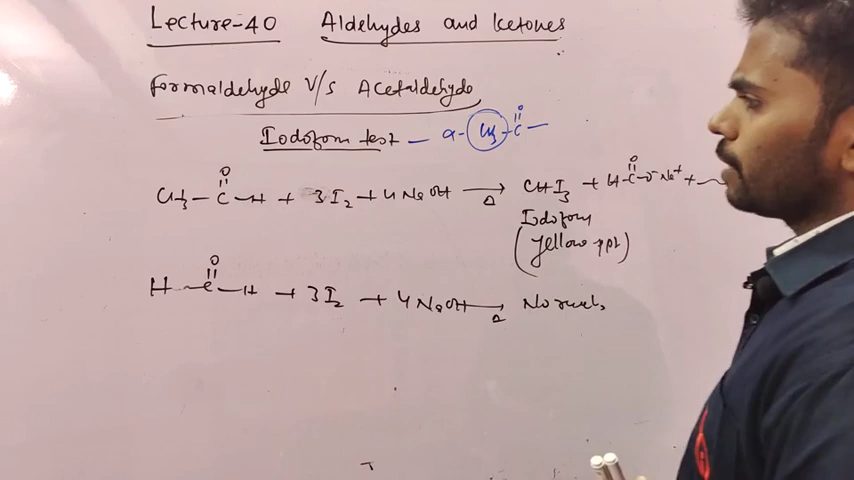 Lecture-40 Aldehydes and Ketones
Formaldehyde V/s Acetaldehyde
Iodoform test - α- CH3-C-
O
CH3-C-H + 3I2 + 4NaOH → CHI3 + H-C-O-Na+ +
O O
Δ
Iodoform
(Yellow ppt)
O
H-C-H + 3I2 + 4NaOH → No
Δ